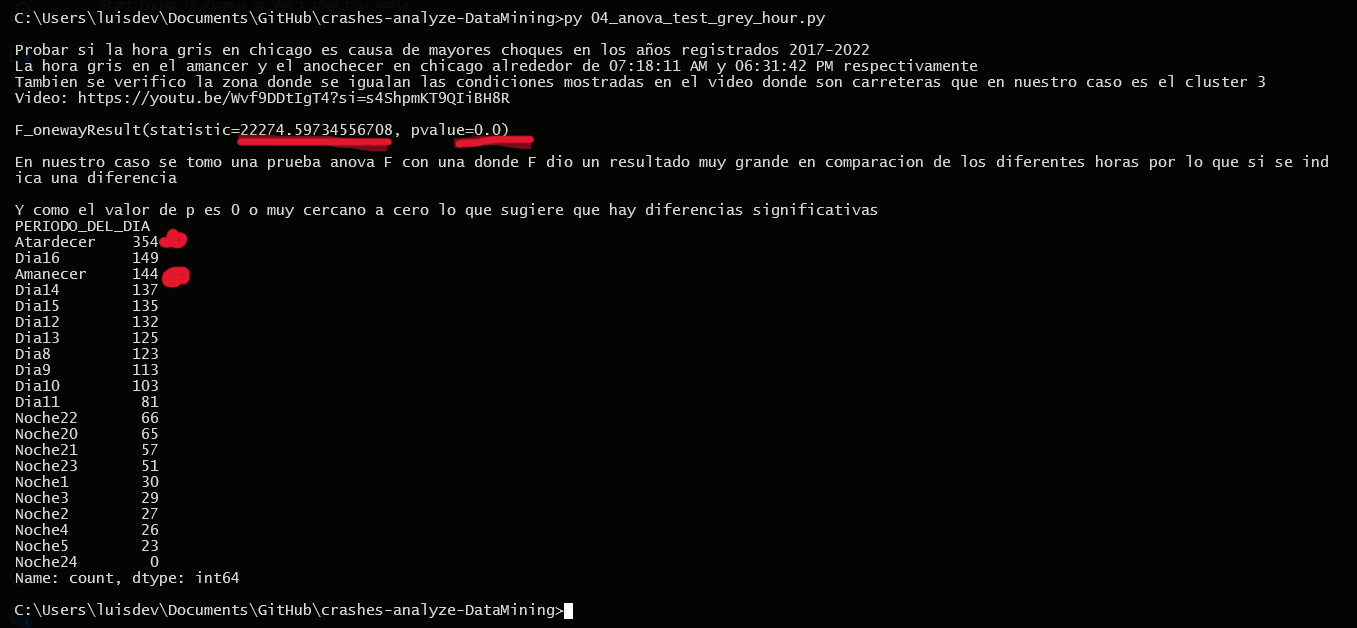 C:\Users\luisdev\Documents\GitHub\crashes-analyze-DataMining>py 04_anova_test_grey_hour.py
Probar si la hora gris en chicago es causa de mayores choques en los años registrados 2017-2022
La hora gris en el amancer y el anochecer en chicago alrededor de 07:18:11 AM y 06:31:42 PM respectivamente
Tambien se verifico la zona donde se igualan las condiciones mostradas en el video donde son carreteras que en nuestro caso es el cluster 3
Video: https://youtu.be/Wvf9DDtIgT4?si=s4ShpmKT9QIiBH8R
F_onewayResult(statistic=22274.59734556708, pvalue=0.0)
En nuestro caso se tomo una prueba anova F con una donde F dio un resultado muy grande en comparacion de los diferentes horas por lo que si se ind
ica una diferencia
Y como el valor de p es 0 o muy cercano a cero lo que sugiere que hay diferencias significativas
PERIODO_DEL_DIA
Atardecer    354
Dia16        149
Amanecer     144
Dia14        137
Dia15        135
Dia12        132
Dia13        125
Dia8         123
Dia9         113
Dia10        103
Dia11         81
Noche22       66
Noche20       65
Noche21       57
Noche23       51
Noche1        30
Noche3        29
Noche2        27
Noche4        26
Noche5        23
Noche24        0
Name: count, dtype: int64
C:\Users\luisdev\Documents\GitHub\crashes-analyze-DataMining>